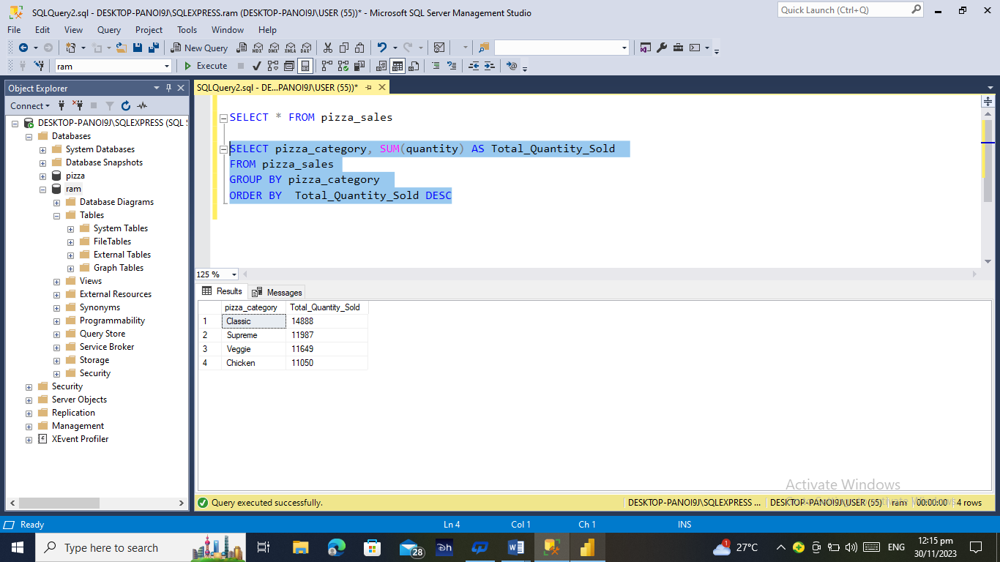 SQLQuery2.sql - DESKTOP-PANOI9J\SQLEXPRESS.ram (DESKTOP-PANOI9J\USER (55))* - Microsoft SQL Server Management Studio
Quick Launch (Ctrl+Q)
File Edit View Query Project Tools Window Help
New Query MDX DMX XMLA DAX
ram Execute
Object Explorer
SQLQuery2.sql - DE...PANOI9J\USER (55))*
Connect
DESKTOP-PANOI9J\SQLEXPRESS (SQL
Databases
System Databases
Database Snapshots
pizza
ram
Database Diagrams
Tables
System Tables
FileTables
External Tables
Graph Tables
Views
External Resources
Synonyms
Programmability
Query Store
Service Broker
Storage
Security
Security
Server Objects
Replication
Management
XEvent Profiler
SELECT * FROM pizza_sales
SELECT pizza_category, SUM(quantity) AS Total_Quantity_Sold
FROM pizza_sales
GROUP BY pizza_category
ORDER BY  Total_Quantity_Sold DESC
125 %
Results Messages
pizza_category Total_Quantity_Sold
1 Classic 14888
2 Supreme 11987
3 Veggie 11649
4 Chicken 11050
Activate Windows
Query executed successfully.
DESKTOP-PANOI9J\SQLEXPRESS ... DESKTOP-PANOI9J\USER (55) ram 00:00:00 4 rows
Ready Ln 4 Col 1 Ch 1 INS
Type here to search
28
1 27°C
ENG
12:15 pm
30/11/2023